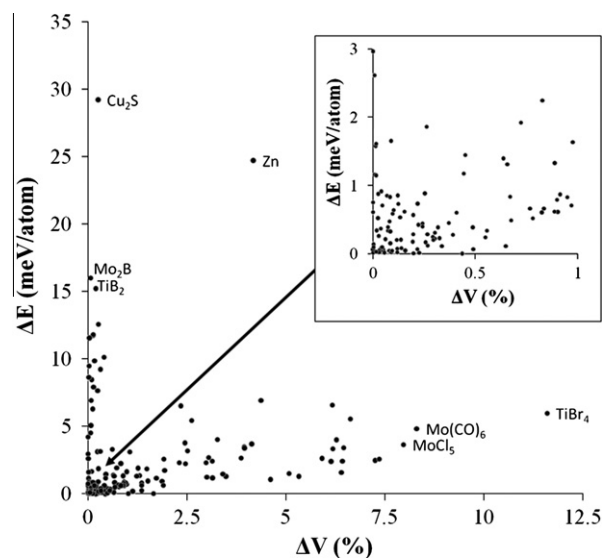 35
30
25
20
15
10
5
0
ΔE (meV/atom)
Cu₂S
Zn
Mo₂B
TiB₂
Mo(CO)₆
MoCl₅
TiBr₄
0
2.5
5
7.5
10
12.5
ΔV (%)
3
2
1
0
ΔE (meV/atom)
0
0.5
1
ΔV (%)